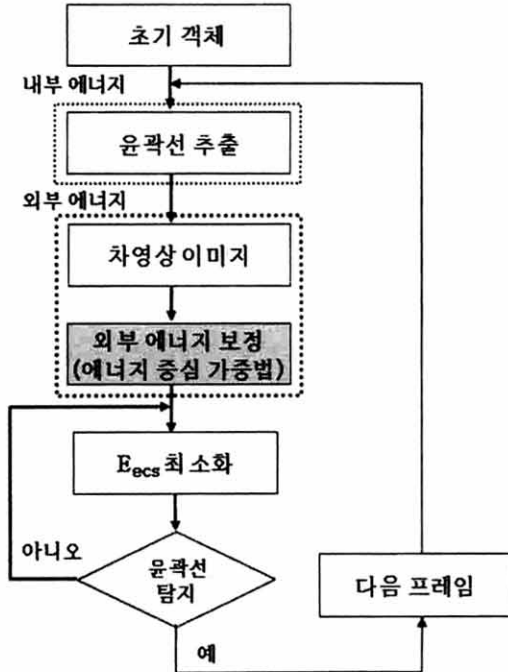 초기 객체
내부 에너지
윤곽선 추출
외부 에너지
차영상 이미지
외부 에너지 보정
(에너지 중심 가중법)
E_ecs 최소화
아니오
윤곽선
탐지
다음 프레임
예